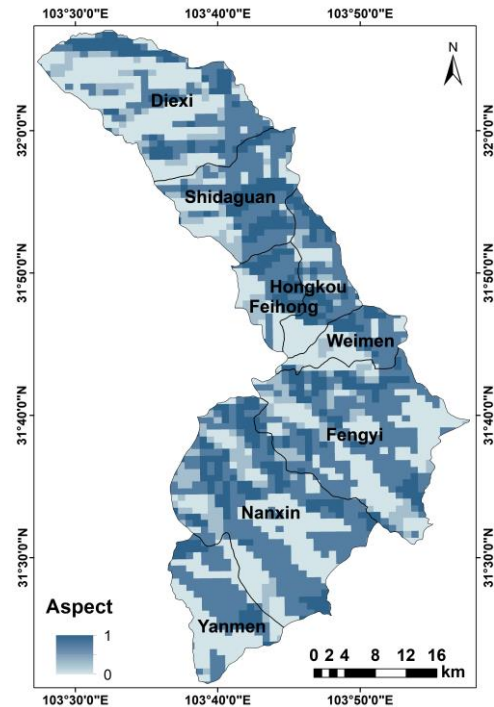 103°30'0"E 103°40'0"E 103°50'0"E
N
32°0'0"N
32°0'0"N
Diexi
Shidaguan
31°50'0"N
31°50'0"N
Hongkou
Feihong
Weimen
31°40'0"N
31°40'0"N
Fengyi
Nanxin
31°30'0"N
31°30'0"N
Aspect
1
0
Yanmen
0 2 4 8 12 16
km
103°30'0"E 103°40'0"E 103°50'0"E